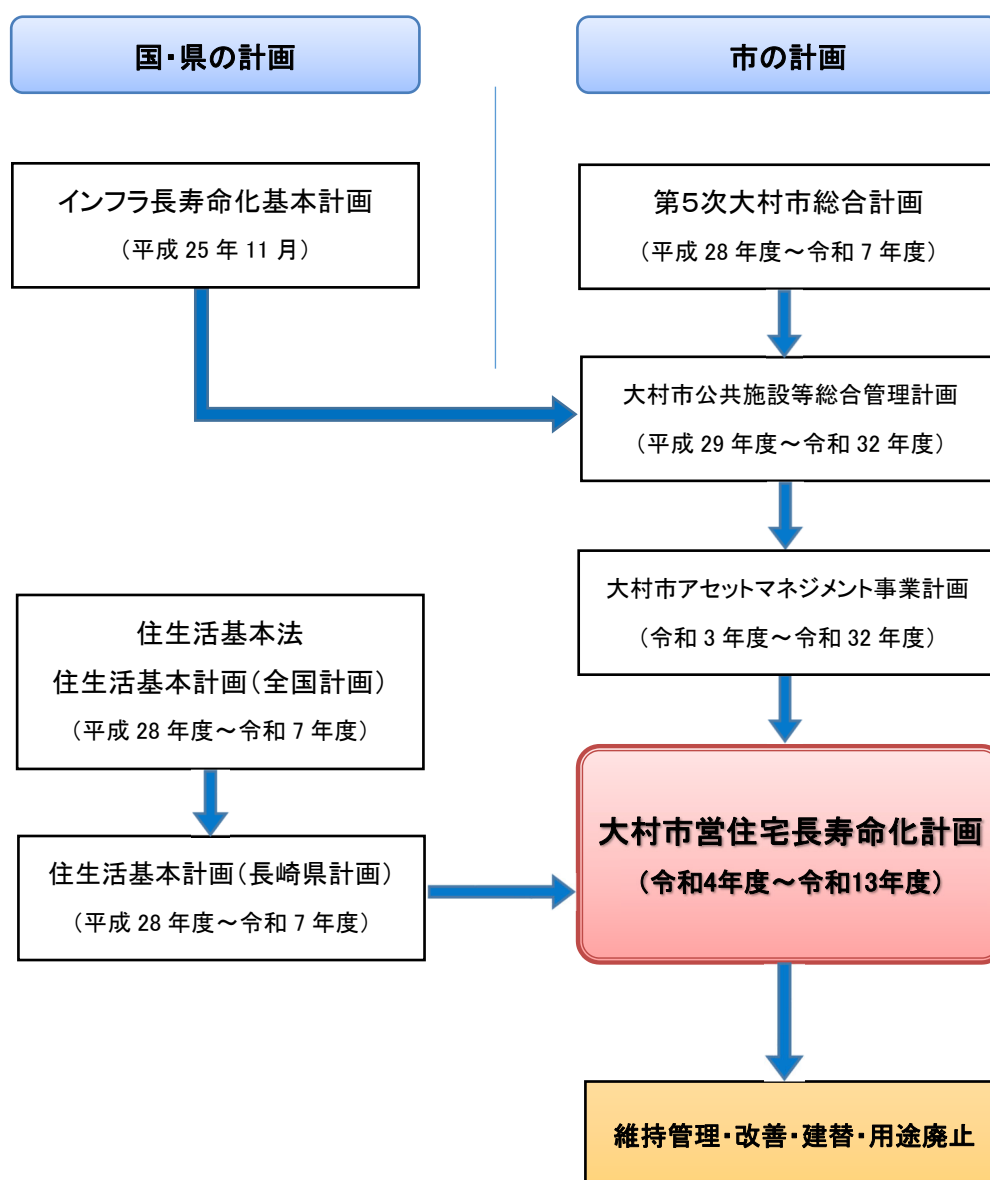 国・県の計画
市の計画
インフラ長寿命化基本計画
（平成 25 年 11 月）
第5次大村市総合計画
（平成 28 年度～令和 7 年度）
大村市公共施設等総合管理計画
（平成 29 年度～令和 32 年度）
大村市アセットマネジメント事業計画
（令和 3 年度～令和 32 年度）
住生活基本法
住生活基本計画（全国計画）
（平成 28 年度～令和 7 年度）
大村市営住宅長寿命化計画
（令和4年度～令和13年度）
住生活基本計画（長崎県計画）
（平成 28 年度～令和 7 年度）
維持管理・改善・建替・用途廃止